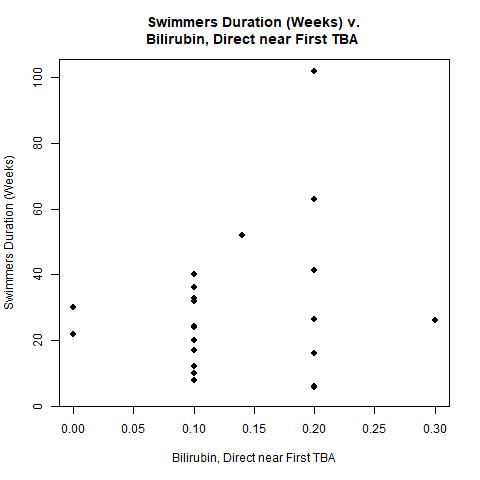 Swimmers Duration (Weeks) v.
Bilirubin, Direct near First TBA
Swimmers Duration (Weeks)
100
80
60
40
20
0
0.00 0.05 0.10 0.15 0.20 0.25 0.30
Bilirubin, Direct near First TBA